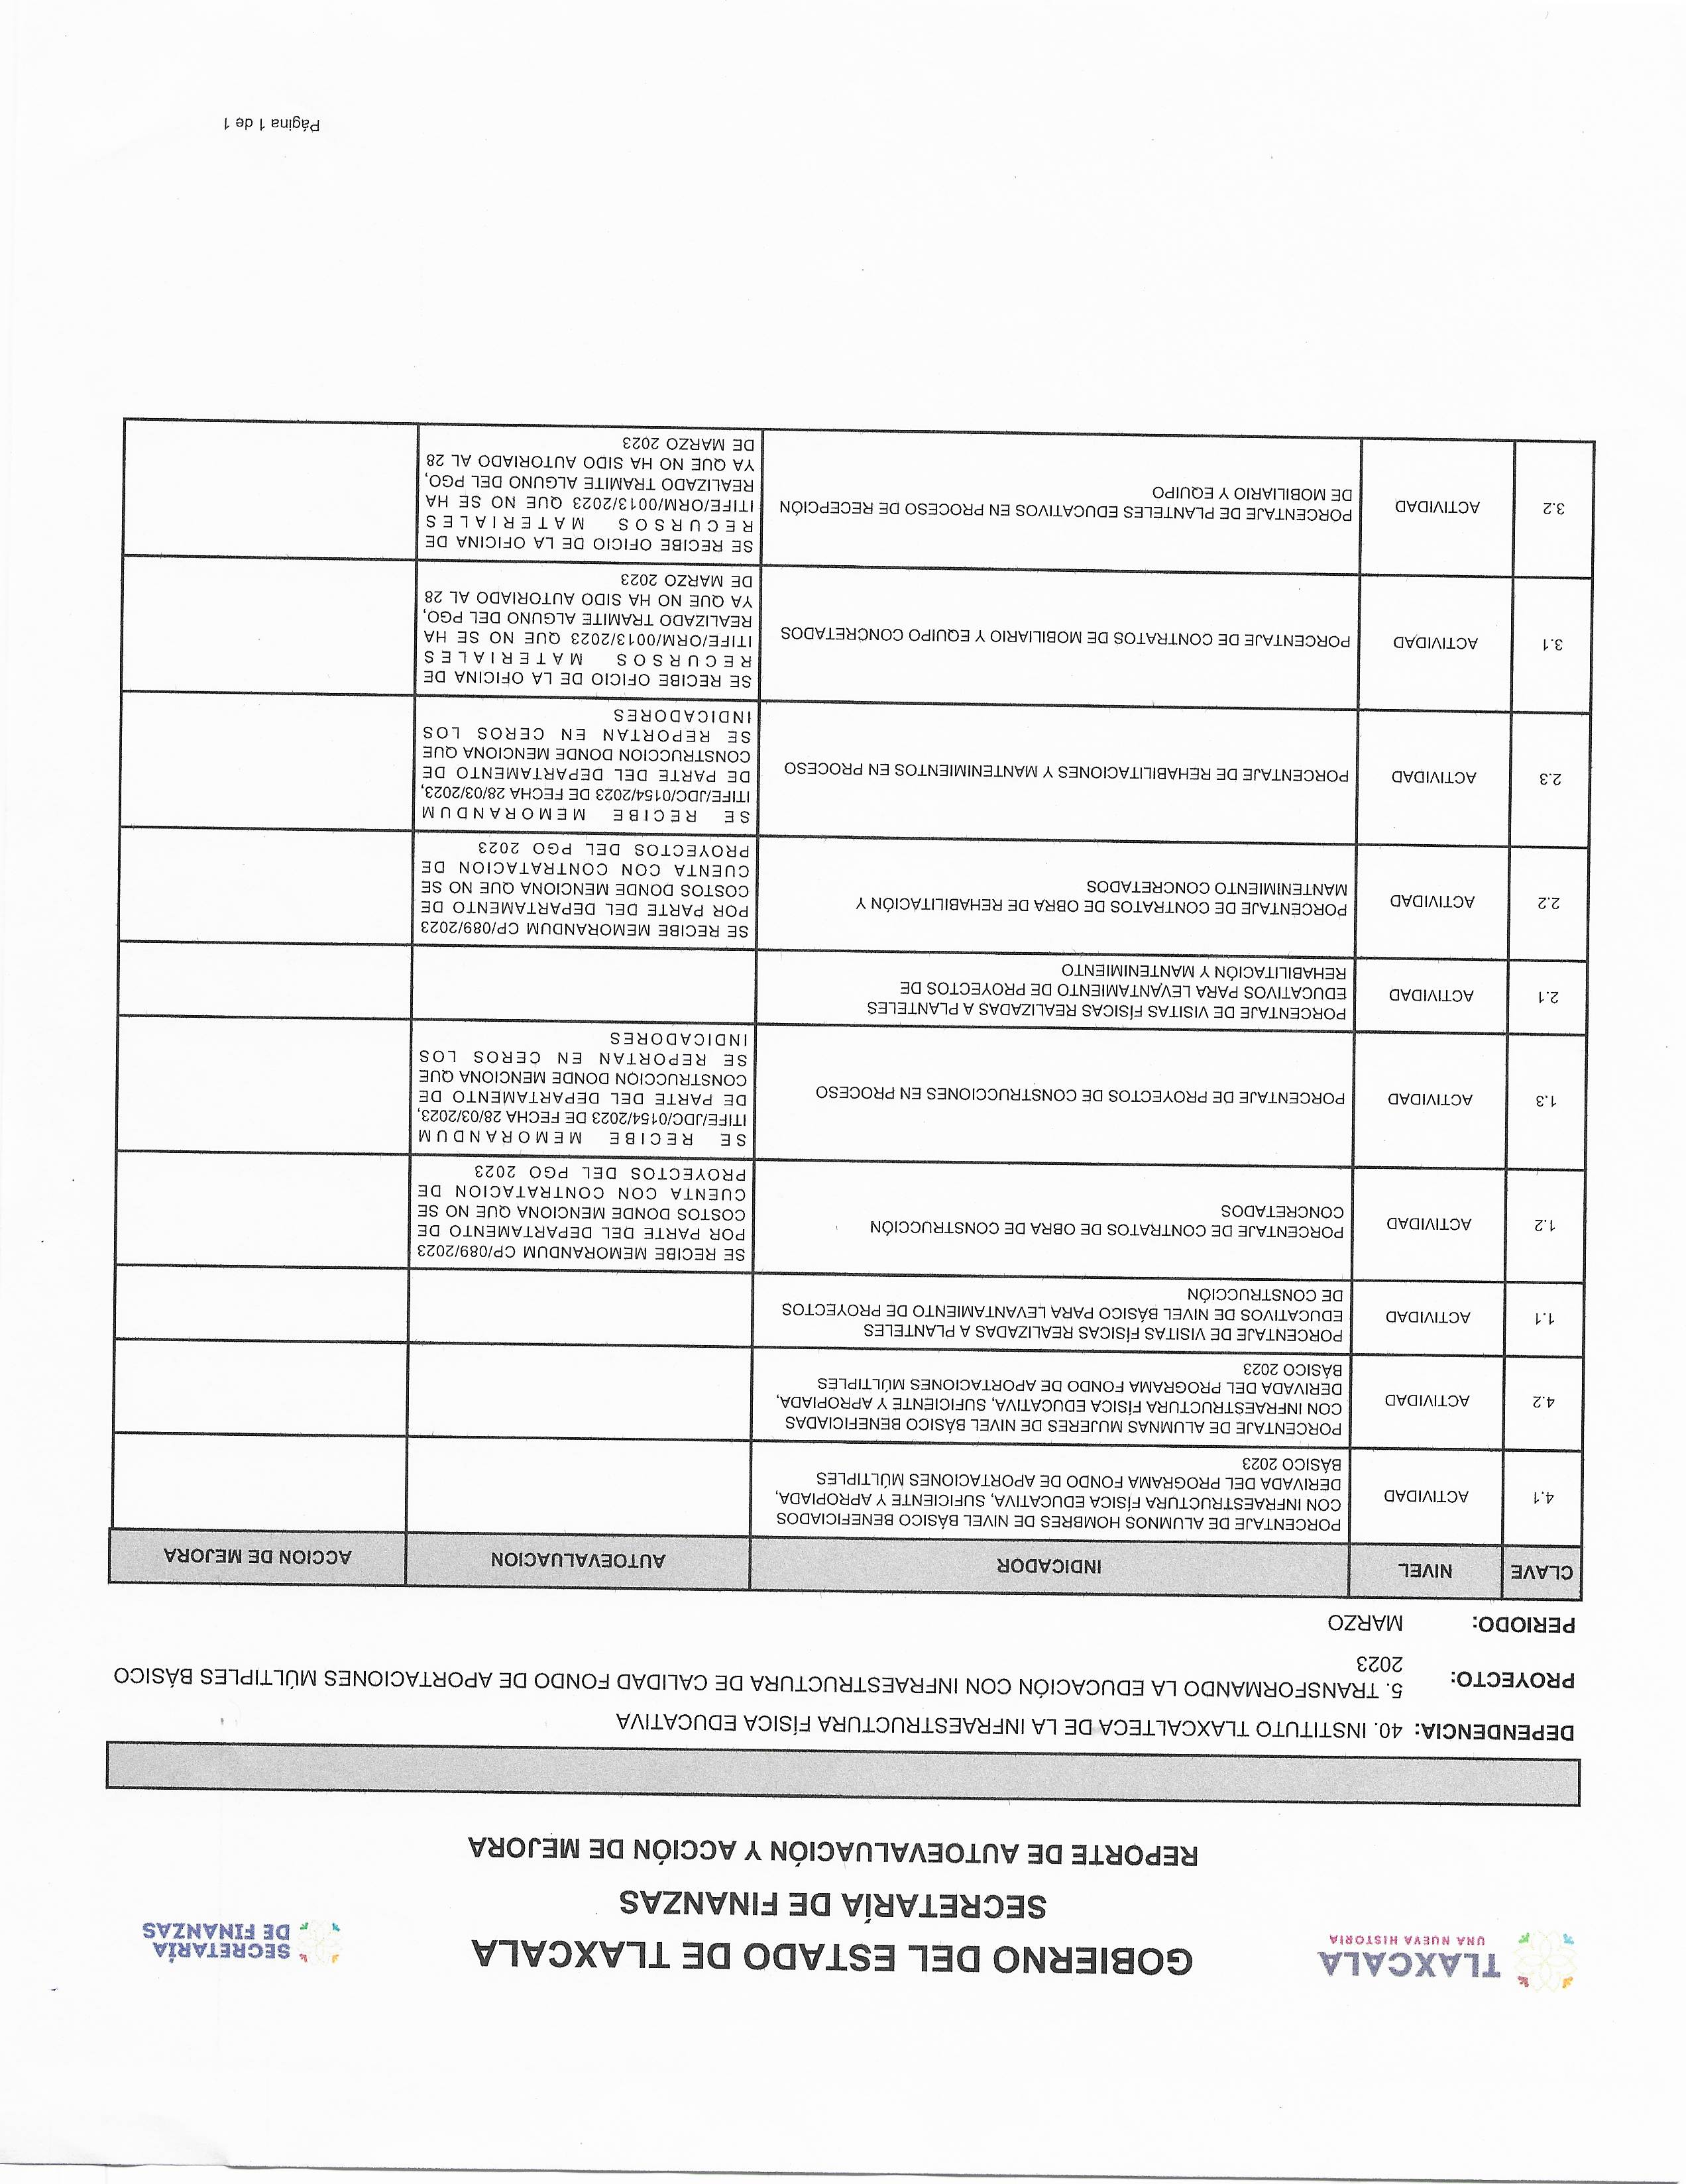 TLAXCALA
UNA NUEVA HISTORIA
GOBIERNO DEL ESTADO DE TLAXCALA
SECRETARÍA DE FINANZAS
REPORTE DE AUTOEVALUACIÓN Y ACCIÓN DE MEJORA
SECRETARÍA
DE FINANZAS
DEPENDENCIA: 40. INSTITUTO TLAXCALTECA DE LA INFRAESTRUCTURA FÍSICA EDUCATIVA
PROYECTO: 5. TRANSFORMANDO LA EDUCACIÓN CON INFRAESTRUCTURA DE CALIDAD FONDO DE APORTACIONES MÚLTIPLES BÁSICO
2023
PERIODO: MARZO
CLAVE NIVEL INDICADOR AUTOEVALUACION ACCION DE MEJORA
4.1 ACTIVIDAD
PORCENTAJE DE ALUMNOS HOMBRES DE NIVEL BÁSICO BENEFICIADOS
CON INFRAESTRUCTURA FÍSICA EDUCATIVA, SUFICIENTE Y APROPIADA,
DERIVADA DEL PROGRAMA FONDO DE APORTACIONES MÚLTIPLES
BÁSICO 2023
4.2 ACTIVIDAD
PORCENTAJE DE ALUMNAS MUJERES DE NIVEL BÁSICO BENEFICIADAS
CON INFRAESTRUCTURA FÍSICA EDUCATIVA, SUFICIENTE Y APROPIADA,
DERIVADA DEL PROGRAMA FONDO DE APORTACIONES MÚLTIPLES
BÁSICO 2023
1.1 ACTIVIDAD
PORCENTAJE DE VISITAS FÍSICAS REALIZADAS A PLANTELES
EDUCATIVOS DE NIVEL BÁSICO PARA LEVANTAMIENTO DE PROYECTOS
DE CONSTRUCCIÓN
1.2 ACTIVIDAD
PORCENTAJE DE CONTRATOS DE OBRA DE CONSTRUCCIÓN
CONCRETADOS
SE RECIBE MEMORANDUM CP/089/2023
POR PARTE DEL DEPARTAMENTO DE
COSTOS DONDE MENCIONA QUE NO SE
CUENTA CON CONTRATACION DE
PROYECTOS DEL PGO 2023
1.3 ACTIVIDAD
PORCENTAJE DE PROYECTOS DE CONSTRUCCIONES EN PROCESO
SE RECIBE MEMORANDUM
ITIFE/JDC/0154/2023 DE FECHA 28/03/2023,
DE PARTE DEL DEPARTAMENTO DE
CONSTRUCCION DONDE MENCIONA QUE
SE REPORTAN EN CEROS LOS
INDICADORES
2.1 ACTIVIDAD
PORCENTAJE DE VISITAS FÍSICAS REALIZADAS A PLANTELES
EDUCATIVOS PARA LEVANTAMIENTO DE PROYECTOS DE
REHABILITACIÓN Y MANTENIMIENTO
2.2 ACTIVIDAD
PORCENTAJE DE CONTRATOS DE OBRA DE REHABILITACIÓN Y
MANTENIMIENTO CONCRETADOS
SE RECIBE MEMORANDUM CP/089/2023
POR PARTE DEL DEPARTAMENTO DE
COSTOS DONDE MENCIONA QUE NO SE
CUENTA CON CONTRATACION DE
PROYECTOS DEL PGO 2023
2.3 ACTIVIDAD
PORCENTAJE DE REHABILITACIONES Y MANTENIMIENTOS EN PROCESO
SE RECIBE MEMORANDUM
ITIFE/JDC/0154/2023 DE FECHA 28/03/2023,
DE PARTE DEL DEPARTAMENTO DE
CONSTRUCCION DONDE MENCIONA QUE
SE REPORTAN EN CEROS LOS
INDICADORES
3.1 ACTIVIDAD
PORCENTAJE DE CONTRATOS DE MOBILIARIO Y EQUIPO CONCRETADOS
SE RECIBE OFICIO DE LA OFICINA DE
RECURSOS MATERIALES
ITIFE/ORM/0013/2023 QUE NO SE HA
REALIZADO TRAMITE ALGUNO DEL PGO,
YA QUE NO HA SIDO AUTORIADO AL 28
DE MARZO 2023
3.2 ACTIVIDAD
PORCENTAJE DE PLANTELES EDUCATIVOS EN PROCESO DE RECEPCIÓN
DE MOBILIARIO Y EQUIPO
SE RECIBE OFICIO DE LA OFICINA DE
RECURSOS MATERIALES
ITIFE/ORM/0013/2023 QUE NO SE HA
REALIZADO TRAMITE ALGUNO DEL PGO,
YA QUE NO HA SIDO AUTORIADO AL 28
DE MARZO 2023
Página 1 de 1